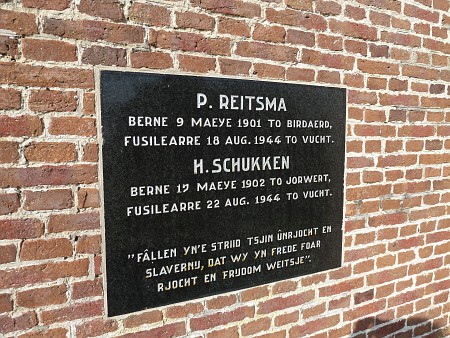 P. REITSMA
BERNE 9 MAEYE 1901 TO BIRDAERD,
FUSILEARRE 18 AUG. 1944 TO VUCHT.
H. SCHUKKEN
BERNE 15 MAEYE 1902 TO JORWERT,
FUSILEARRE 22 AUG. 1944 TO VUCHT.
"FÂLLEN YN'E STRIID TSJIN ÛNRJOCHT EN
SLAVERNIJ, DAT WY YN FREDE FOAR
RJOCHT EN FRIJDOM WEITSJE".